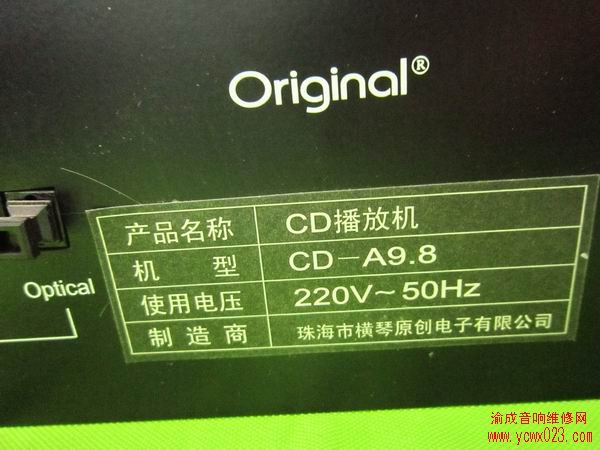 Original®
Optical
产品名称 CD播放机
机 型 CD-A9.8
使用电压 220V~50Hz
制 造 商 珠海市横琴原创电子有限公司
渝成音响维修网
www.ycwx023.com